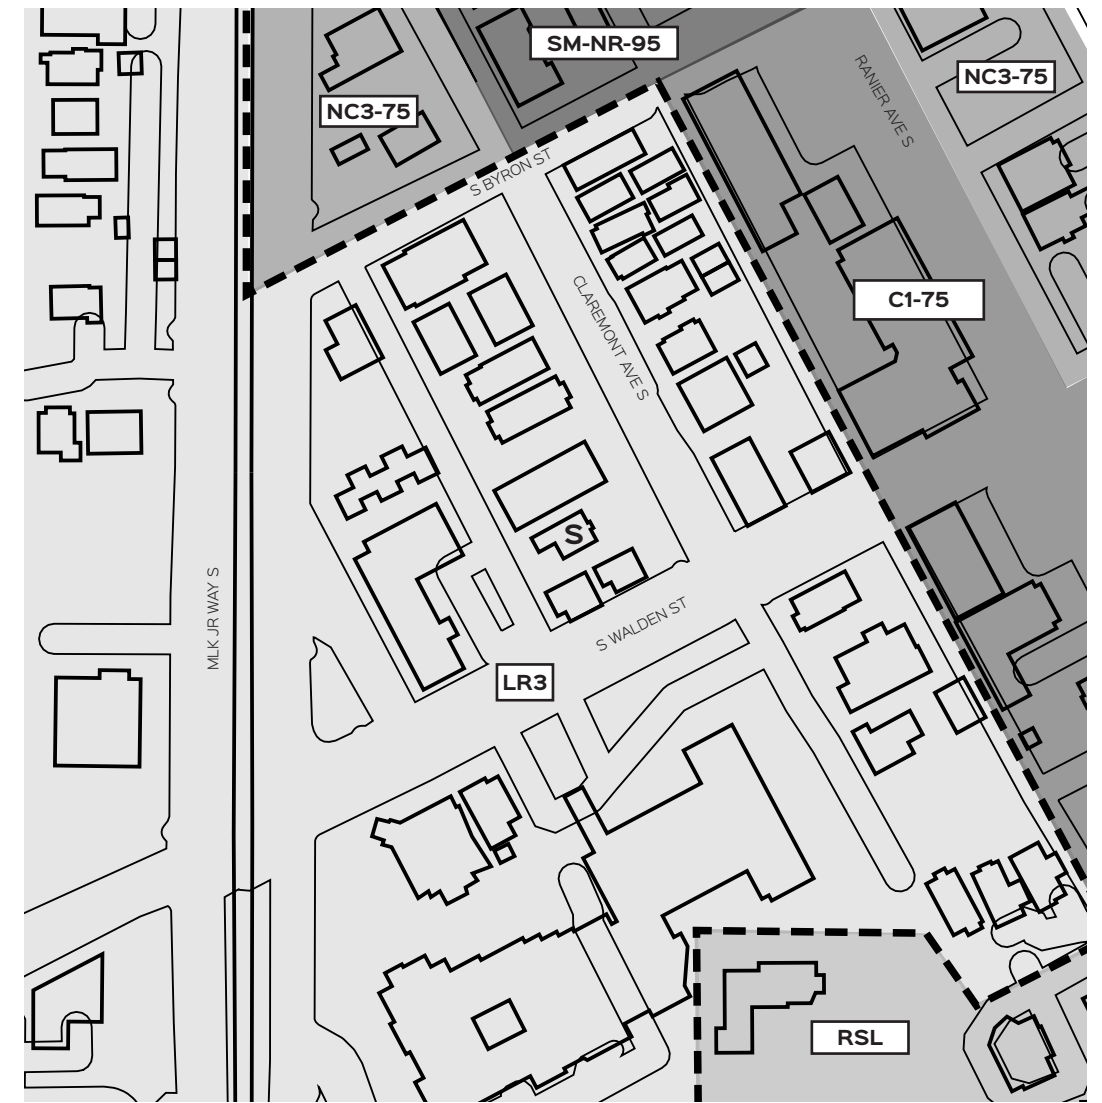 SM-NR-95
NC3-75
RANIER AVE S
NC3-75
S BYRON ST
C1-75
CLAREMONT AVE S
S
MLK JR WAY S
S WALDEN ST
LR3
RSL